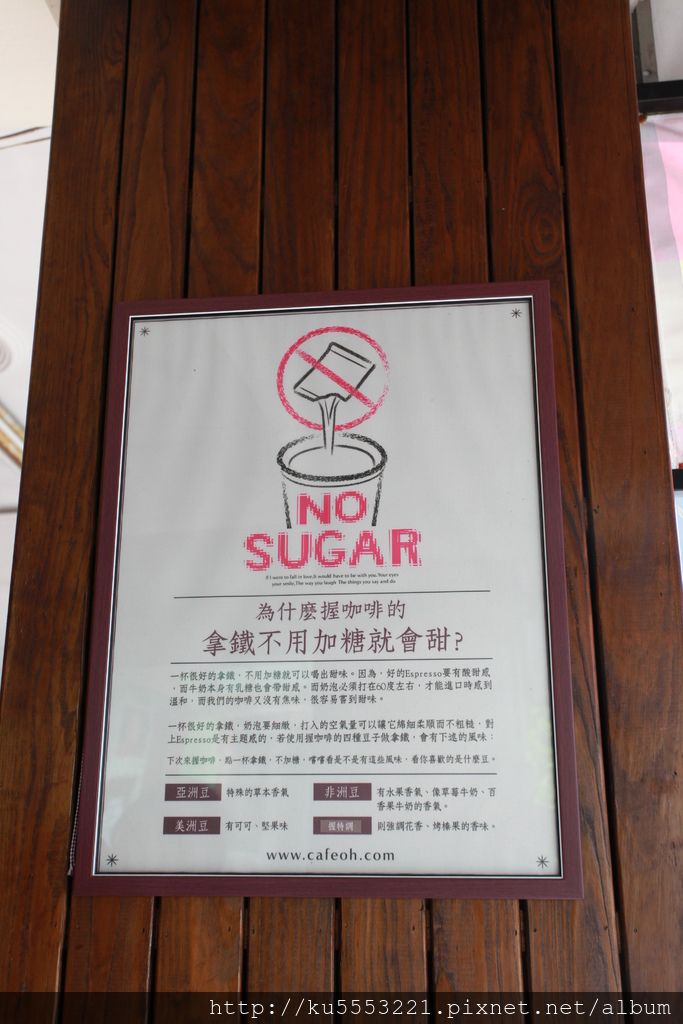 NO
SUGAR
If I were to fall in love,It would have to be with you.Your eyes
your smile,The way you laugh The things you say and do
為什麼握咖啡的
拿鐵不用加糖就會甜?
一杯很好的拿鐵，不用加糖就可以喝出甜味。因為，好的Espresso要有酸甜感
，而牛奶本身有乳糖也會帶甜感。而奶泡必須打在60度左右，才能進口時感到
溫和，而我們的咖啡又沒有焦味，很容易嘗到甜味。
一杯很好的拿鐵，奶泡要細緻，打入的空氣量可以讓它綿細柔順而不粗糙，對
上Espresso是有主題感的，若使用握咖啡的四種豆子做拿鐵，會有下述的風味：
下次來握咖啡，點一杯拿鐵，不加糖，嚐嚐看是不是有這些風味，看你喜歡的是什麼豆。
亞洲豆 特殊的草本香氣 非洲豆 有水果香氣、像草莓牛奶、百
香果牛奶的香氣。
美洲豆 有可可、堅果味 握特調 則強調花香、烤榛果的香味。
www.cafeoh.com
http://ku5553221.pixnet.net/album